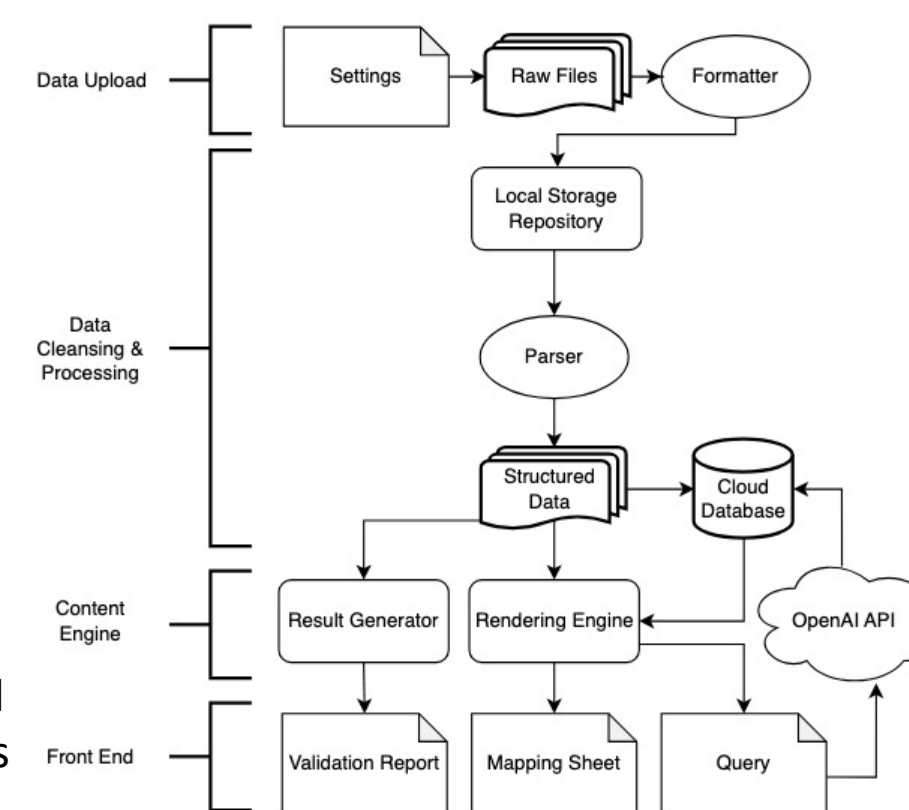 Data Upload
Settings
Raw Files
Formatter
Local Storage
Repository
Data
Cleansing &
Processing
Parser
Structured
Data
Cloud
Database
Content
Engine
Result Generator
Rendering Engine
OpenAI API
Front End
Validation Report
Mapping Sheet
Query